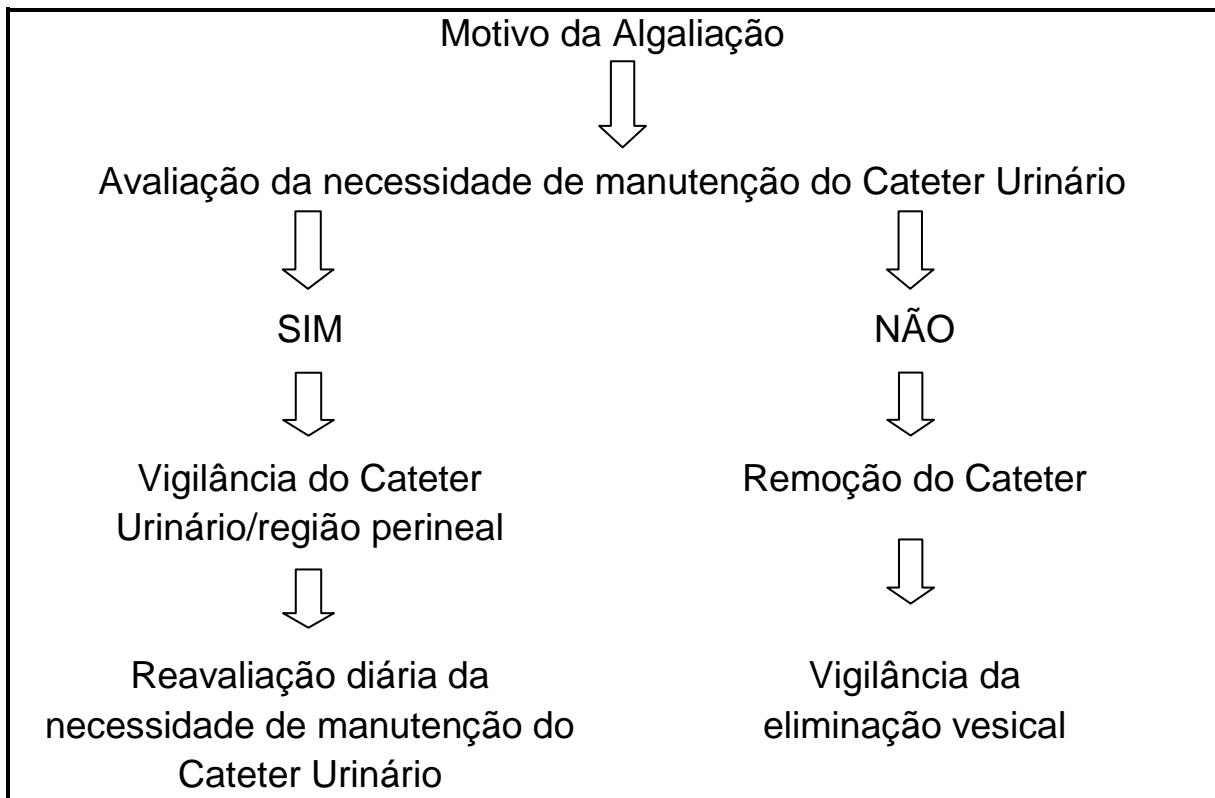 Motivo da Algaliação
Avaliação da necessidade de manutenção do Cateter Urinário
SIM
NÃO
Vigilância do Cateter
Urinário/região perineal
Remoção do Cateter
Reavaliação diária da
necessidade de manutenção do
Cateter Urinário
Vigilância da
eliminação vesical